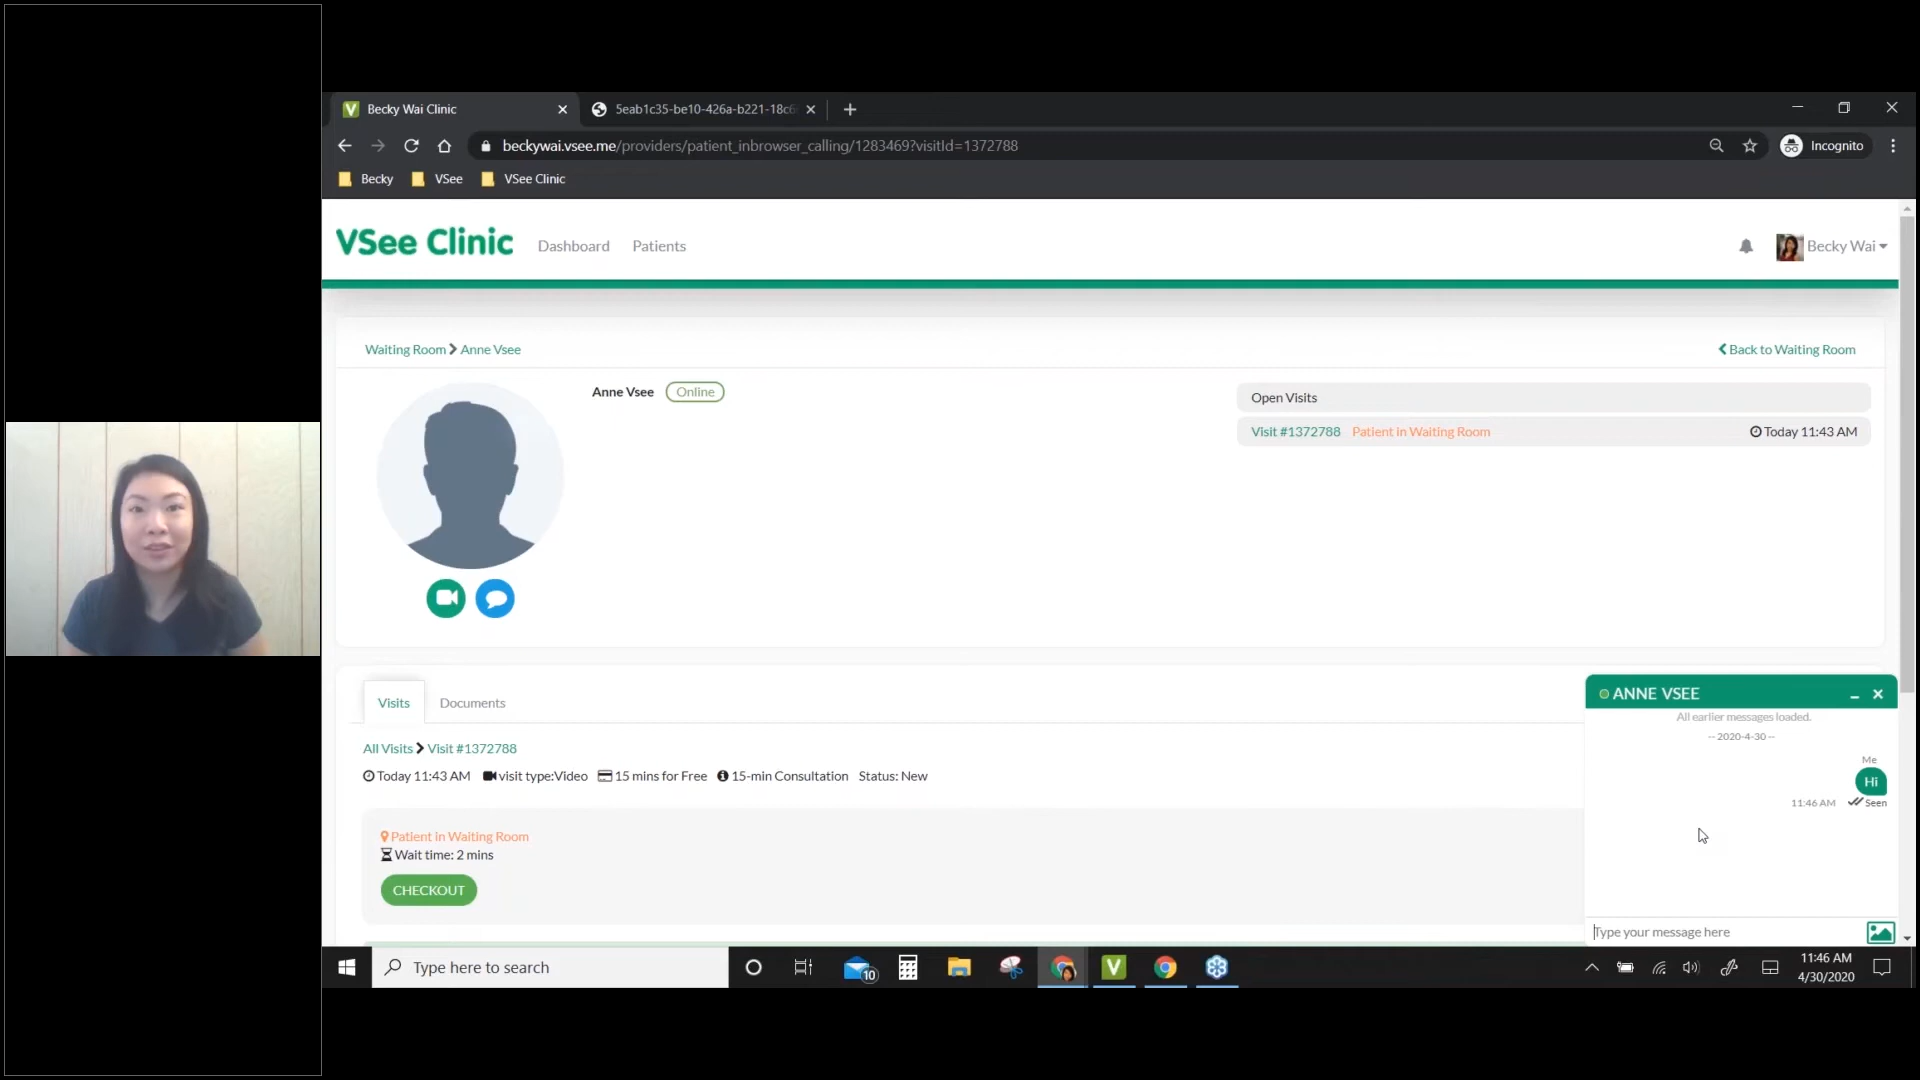 Becky Wai Clinic
5eab1c35-be10-426a-b221-18c6
beckywai.vsee.me/providers/patient_inbrowser_calling/1283469?visitId=1372788
Incognito
Becky VSee VSee Clinic
VSee Clinic Dashboard Patients
Becky Wai
Waiting Room Anne Vsee
Back to Waiting Room
Anne Vsee Online
Open Visits
Visit #1372788 Patient in Waiting Room Today 11:43 AM
Visits Documents
All Visits Visit #1372788
Today 11:43 AM visit type:Video 15 mins for Free 15-min Consultation Status: New
Patient in Waiting Room
Wait time: 2 mins
CHECKOUT
ANNE VSEE
All earlier messages loaded.
-- 2020-4-30 --
Me
Hi
11:46 AM Seen
Type your message here
Type here to search
10
11:46 AM
4/30/2020